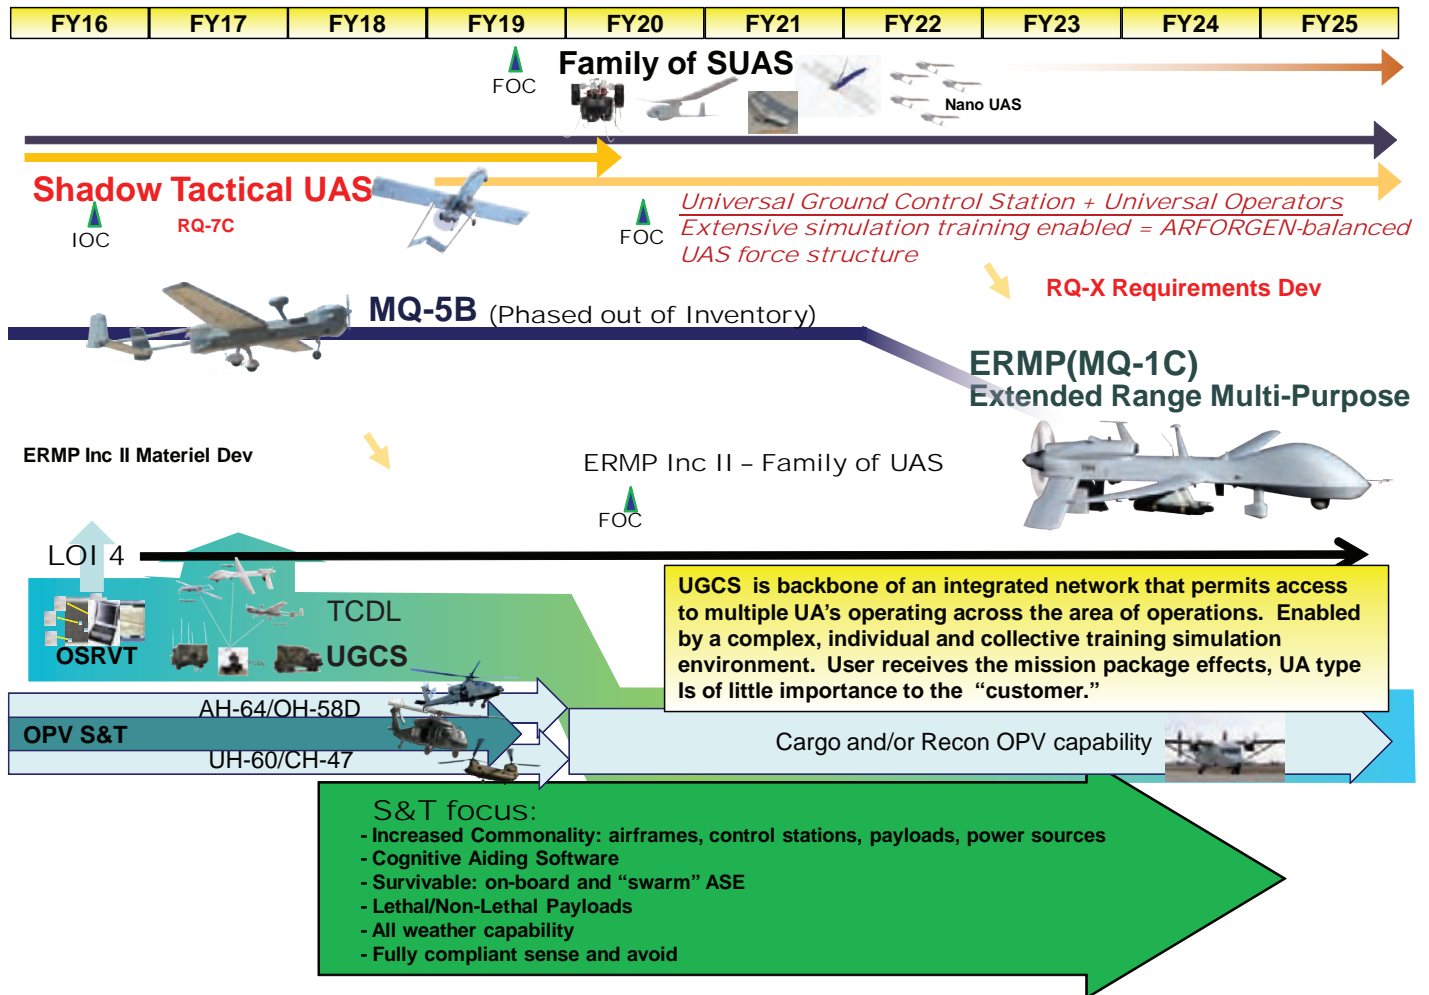 FY16 FY17 FY18 FY19 FY20 FY21 FY22 FY23 FY24 FY25
Family of SUAS
FOC
Nano UAS
Shadow Tactical UAS
RQ-7C
IOC
FOC
Universal Ground Control Station + Universal Operators
Extensive simulation training enabled = ARFORGEN-balanced
UAS force structure
RQ-X Requirements Dev
MQ-5B (Phased out of Inventory)
ERMP(MQ-1C)
Extended Range Multi-Purpose
ERMP Inc II Materiel Dev
ERMP Inc II – Family of UAS
FOC
LOI 4
TCDL
OSRVT
UGCS
UGCS is backbone of an integrated network that permits access
to multiple UA's operating across the area of operations. Enabled
by a complex, individual and collective training simulation
environment. User receives the mission package effects, UA type
Is of little importance to the “customer.”
AH-64/OH-58D
OPV S&T
UH-60/CH-47
Cargo and/or Recon OPV capability
S&T focus:
- Increased Commonality: airframes, control stations, payloads, power sources
- Cognitive Aiding Software
- Survivable: on-board and “swarm” ASE
- Lethal/Non-Lethal Payloads
- All weather capability
- Fully compliant sense and avoid